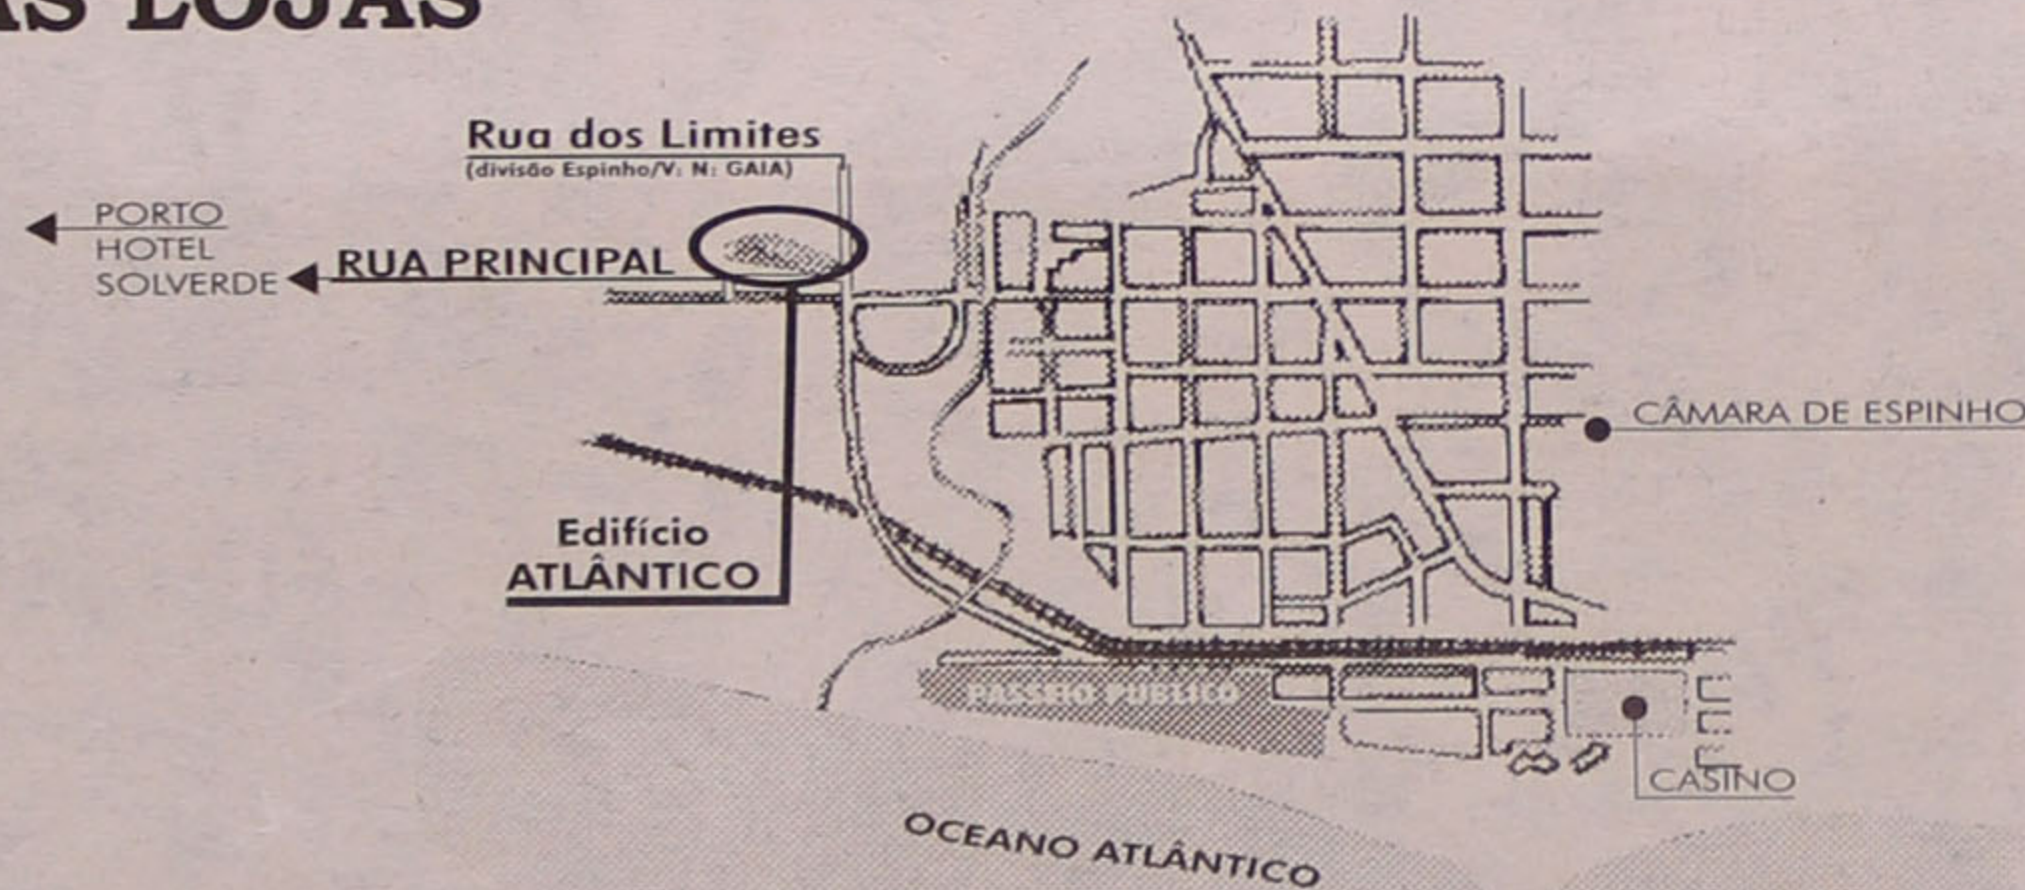 AS LOJAS
Rua dos Limites
(divisão Espinho/V: N: GAIA)
PORTO
HOTEL
SOLVERDE
RUA PRINCIPAL
CÂMARA DE ESPINHO
Edifício
ATLÂNTICO
PASSEIO PUBLICO
CASINO
OCEANO ATLÂNTICO